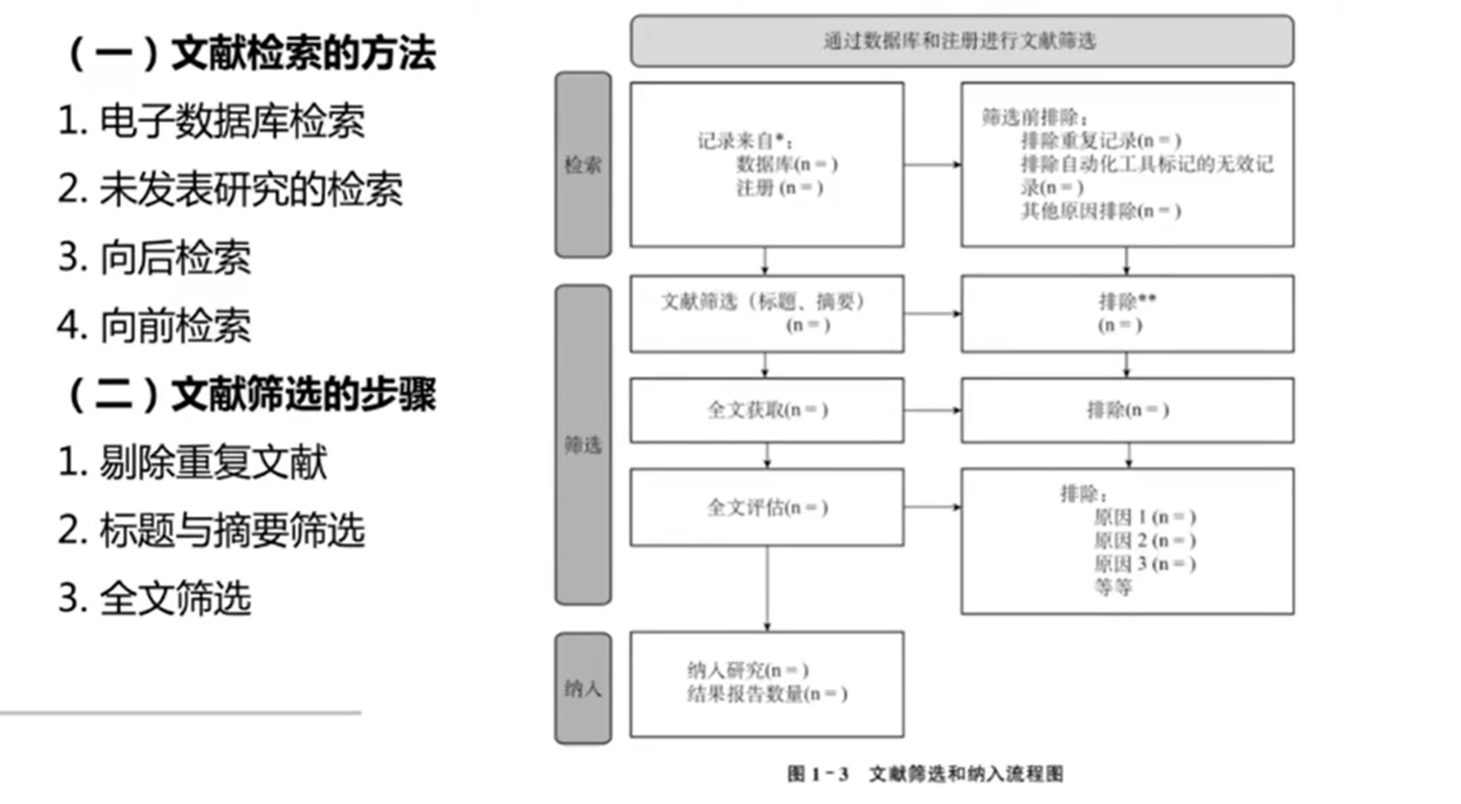 （一）文献检索的方法
1. 电子数据库检索
2. 未发表研究的检索
3. 向后检索
4. 向前检索
（二）文献筛选的步骤
1. 剔除重复文献
2. 标题与摘要筛选
3. 全文筛选
通过数据库和注册进行文献筛选
检索
记录来自*：
数据库(n = )
注册 (n = )
筛选前排除：
排除重复记录(n = )
排除自动化工具标记的无效记
录(n = )
其他原因排除(n = )
筛选
文献筛选（标题、摘要）
(n = )
排除**
(n = )
全文获取(n = )
排除(n = )
全文评估(n = )
排除：
原因 1 (n = )
原因 2 (n = )
原因 3 (n = )
等等
纳入
纳入研究(n = )
结果报告数量(n = )
图 1-3 文献筛选和纳入流程图